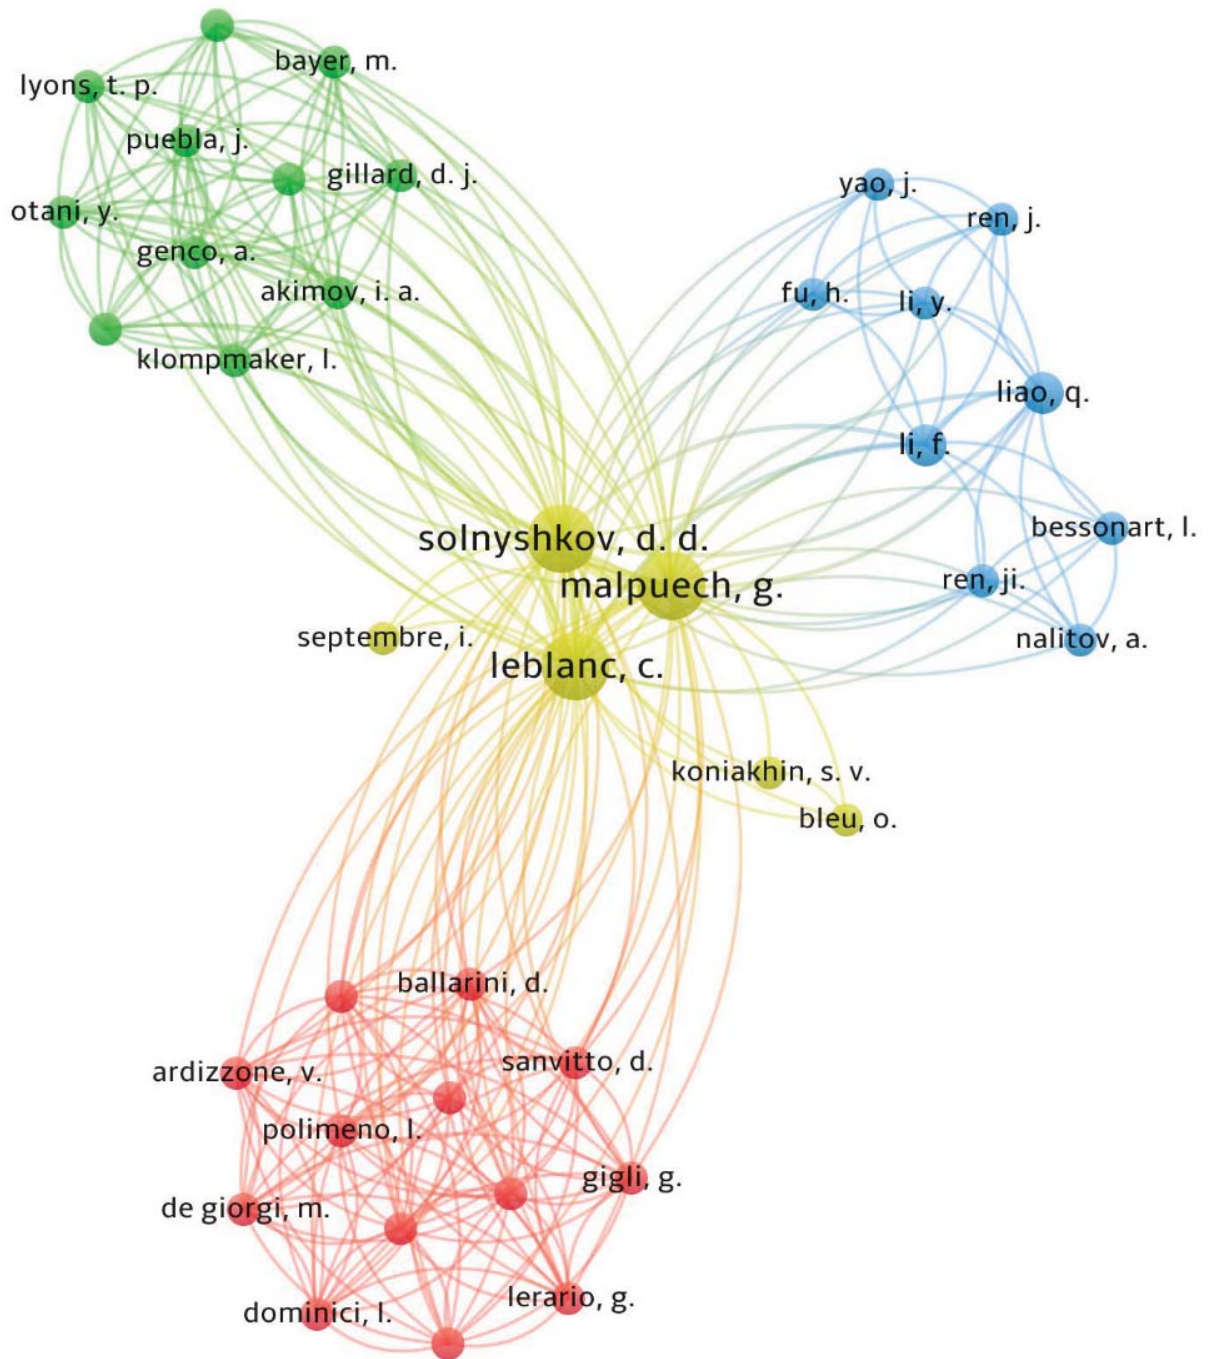 bayer, m.
lyons, t. p.
puebla, j.
gillard, d. j.
otani, y.
genco, a.
akimov, i. a.
klompmaker, l.
yao, j.
ren, j.
fu, h.
li, y.
liao, q.
li, f.
bessonart, l.
ren, ji.
nalitov, a.
solnyshkov, d. d.
malpuech, g.
septembre, i.
leblanc, c.
koniakhin, s. v.
bleu, o.
ballarini, d.
sanvitto, d.
ardizzone, v.
polimeno, l.
gigli, g.
de giorgi, m.
lerario, g.
dominici, l.